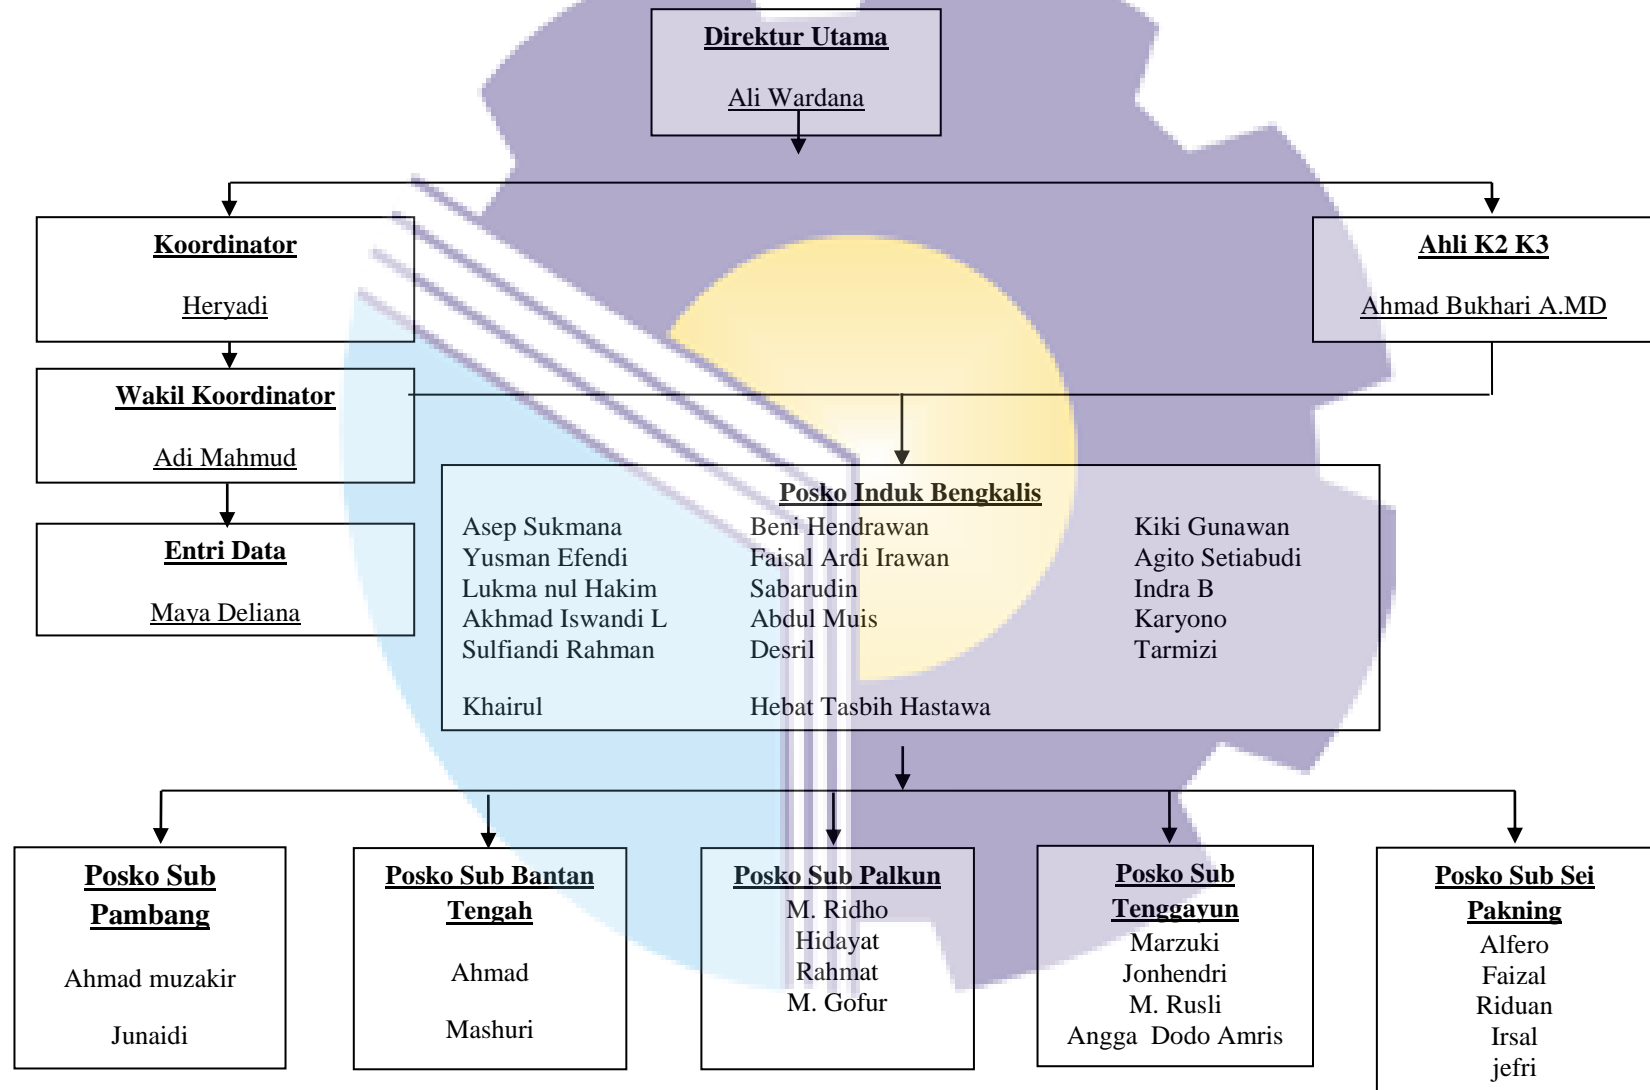 Direktur Utama
Ali Wardana
Koordinator
Heryadi
Ahli K2 K3
Ahmad Bukhari A.MD
Wakil Koordinator
Adi Mahmud
Entri Data
Maya Deliana
Posko Induk Bengkalis
Asep Sukmana Beni Hendrawan Kiki Gunawan
Yusman Efendi Faisal Ardi Irawan Agito Setiabudi
Lukma nul Hakim Sabarudin Indra B
Akhmad Iswandi L Abdul Muis Karyono
Sulfiandi Rahman Desril Tarmizi
Khairul Hebat Tasbih Hastawa
Posko Sub
Pambang
Ahmad muzakir
Junaidi
Posko Sub Bantan
Tengah
Ahmad
Mashuri
Posko Sub Palkun
M. Ridho
Hidayat
Rahmat
M. Gofur
Posko Sub
Tenggayun
Marzuki
Jonhendri
M. Rusli
Angga  Dodo Amris
Posko Sub Sei
Pakning
Alfero
Faizal
Riduan
Irsal
jefri